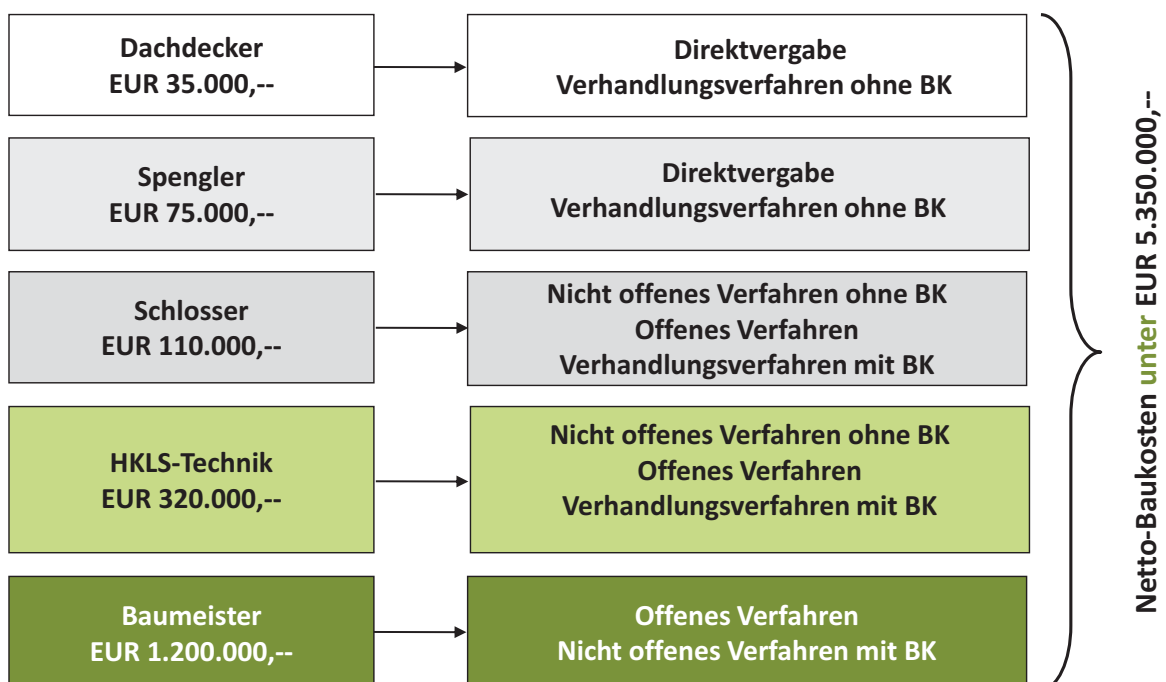 Dachdecker
EUR 35.000,--
Direktvergabe
Verhandlungsverfahren ohne BK
Spengler
EUR 75.000,--
Direktvergabe
Verhandlungsverfahren ohne BK
Schlosser
EUR 110.000,--
Nicht offenes Verfahren ohne BK
Offenes Verfahren
Verhandlungsverfahren mit BK
HKLS-Technik
EUR 320.000,--
Nicht offenes Verfahren ohne BK
Offenes Verfahren
Verhandlungsverfahren mit BK
Baumeister
EUR 1.200.000,--
Offenes Verfahren
Nicht offenes Verfahren mit BK
Netto-Baukosten unter EUR 5.350.000,--